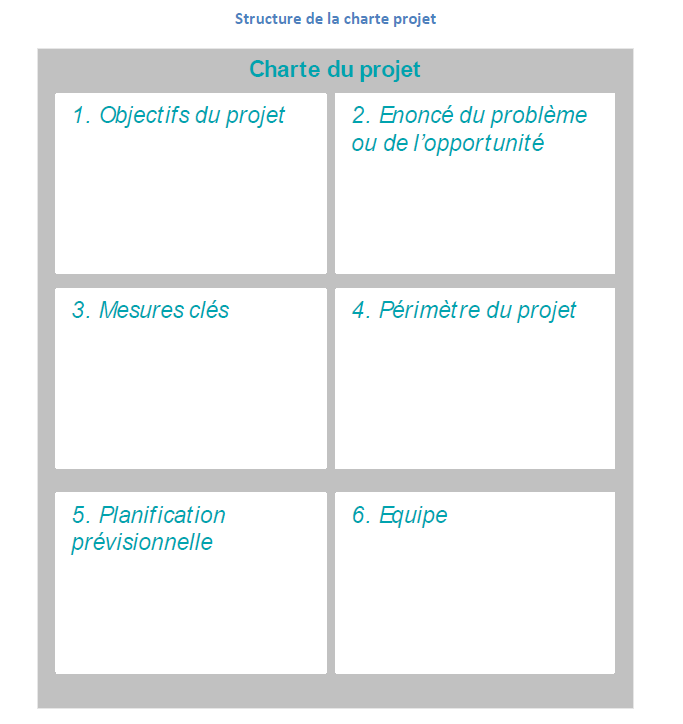 Structure de la charte projet
Charte du projet
1. Objectifs du projet
2. Enoncé du problème
ou de l’opportunité
3. Mesures clés
4. Périmètre du projet
5. Planification
prévisionnelle
6. Equipe